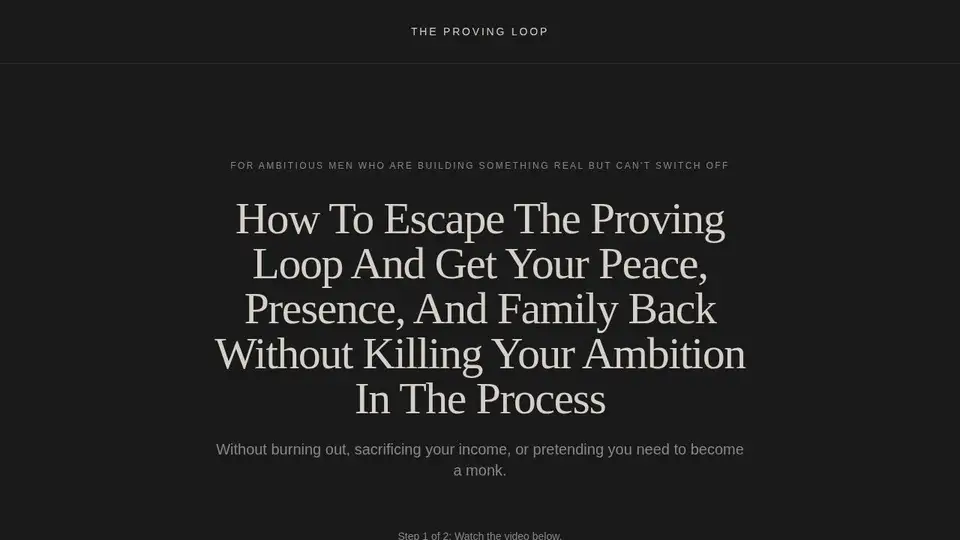 THE PROVING LOOP
FOR AMBITIOUS MEN WHO ARE BUILDING SOMETHING REAL BUT CAN'T SWITCH OFF
How To Escape The Proving
Loop And Get Your Peace,
Presence, And Family Back
Without Killing Your Ambition
In The Process
Without burning out, sacrificing your income, or pretending you need to become
a monk.
Step 1 of 2: Watch the video below.